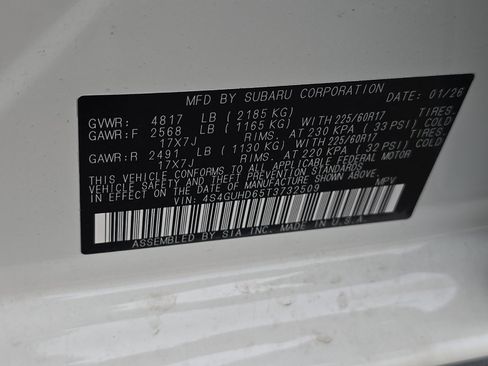 MFD BY SUBARU CORPORATION DATE: 01/26
GVWR: 4817 LB (2185 KG)
GAWR:F 2568 LB (1165 KG) WITH 225/60R17 TIRES.
17X7J RIMS. AT 230 KPA (33 PSI) COLD
GAWR:R 2491 LB (1130 KG) WITH 225/60R17 TIRES.
17X7J RIMS. AT 220 KPA (32 PSI) COLD
THIS VEHICLE CONFORMS TO ALL APPLICABLE FEDERAL MOTOR
VEHICLE SAFETY AND THEFT PREVENTION STANDARDS
IN EFFECT ON THE DATE OF MANUFACTURE SHOWN ABOVE.
VIN: 4S4GUHD65T3732509 MPV
ASSEMBLED BY SIA INC. MADE IN U.S.A.